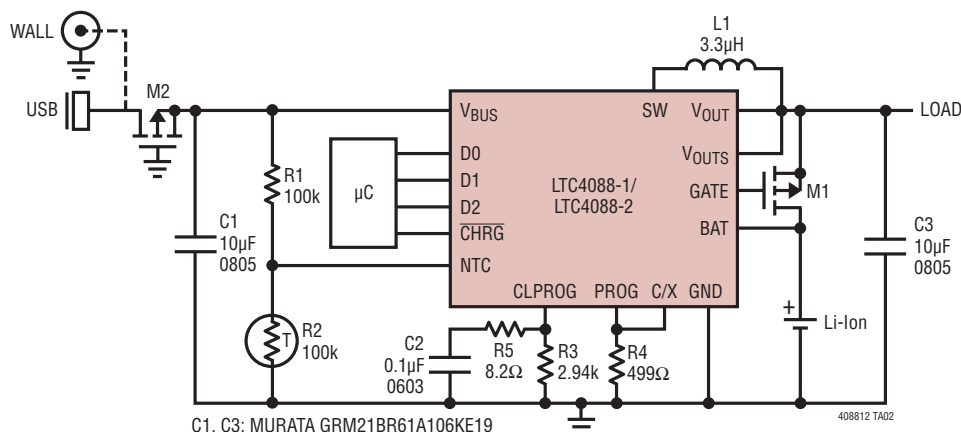 WALL
USB
M2
L1
3.3µH
VBUS
SW
VOUT
LOAD
VOUTS
D0
D1
D2
CHRG
µC
R1
100k
LTC4088-1/
LTC4088-2
GATE
M1
BAT
C1
10µF
0805
C3
10µF
0805
NTC
CLPROG
PROG
C/X
GND
T
R2
100k
C2
0.1µF
0603
R5
8.2Ω
R3
2.94k
R4
499Ω
+
Li-Ion
C1, C3: MURATA GRM21BR61A106KE19
408812 TA02